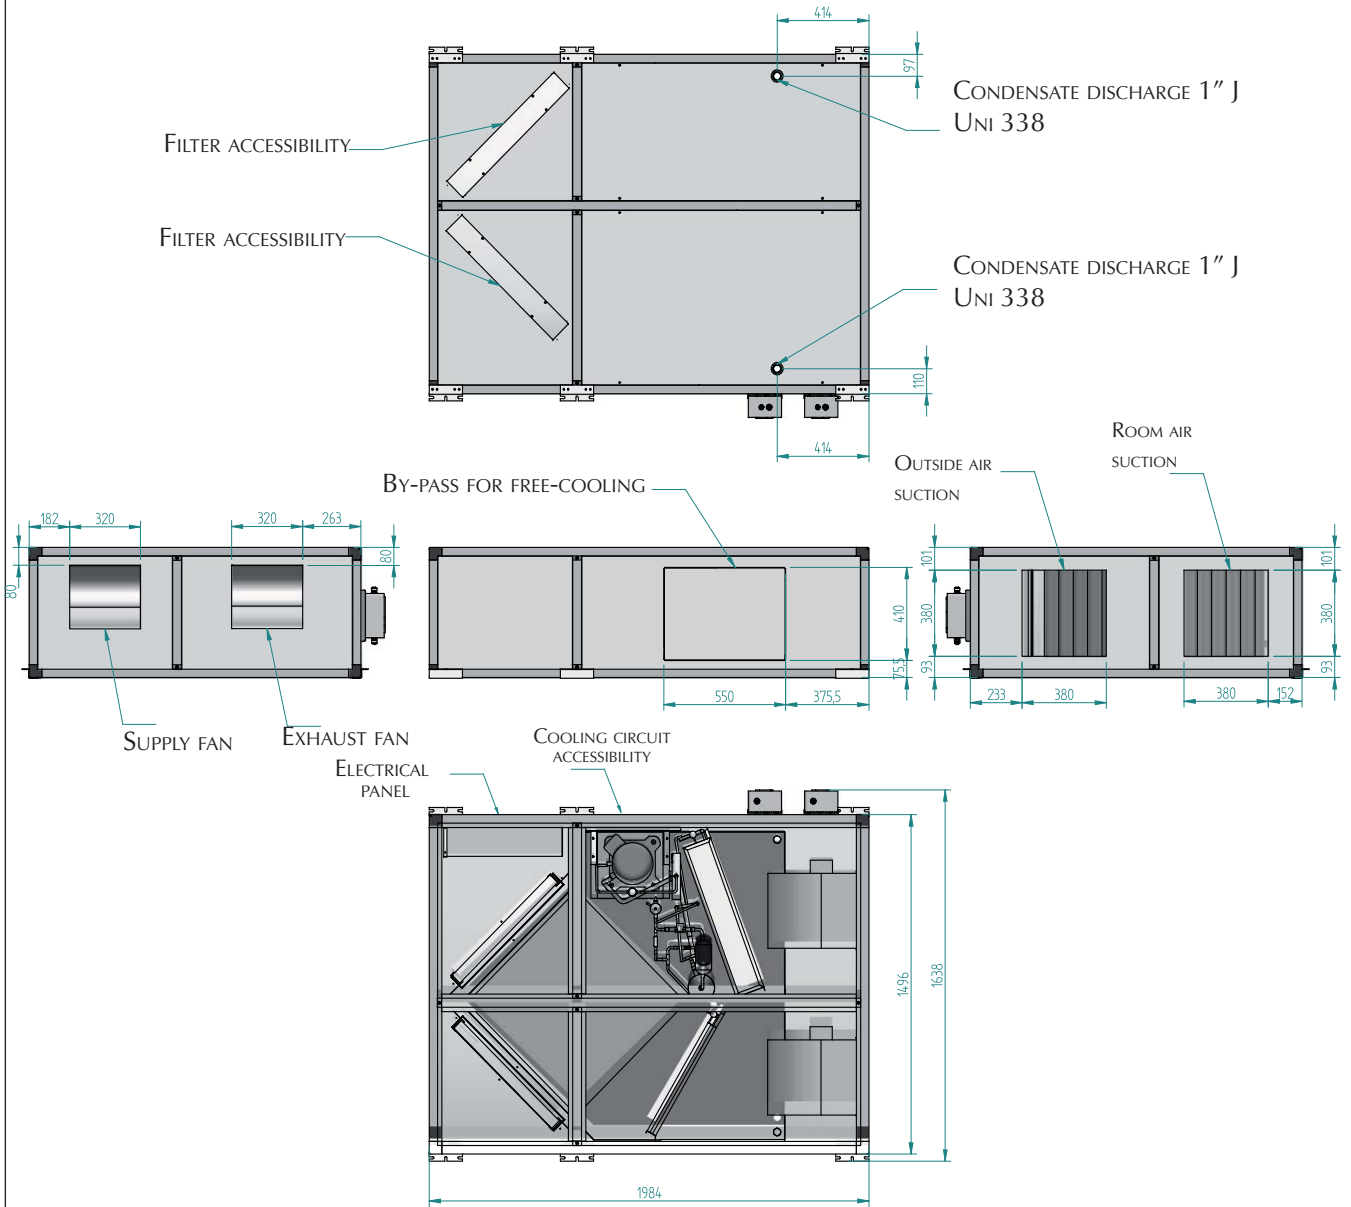 414
97
CONDENSATE DISCHARGE 1" J
UNI 338
FILTER ACCESSIBILITY
FILTER ACCESSIBILITY
CONDENSATE DISCHARGE 1" J
UNI 338
110
414
ROOM AIR
SUCTION
OUTSIDE AIR
SUCTION
BY-PASS FOR FREE-COOLING
182
320
320
263
80
80
410
75,5
550
375,5
101
380
93
233
380
380
152
101
380
93
SUPPLY FAN
EXHAUST FAN
ELECTRICAL
PANEL
COOLING CIRCUIT
ACCESSIBILITY
1496
1638
1984